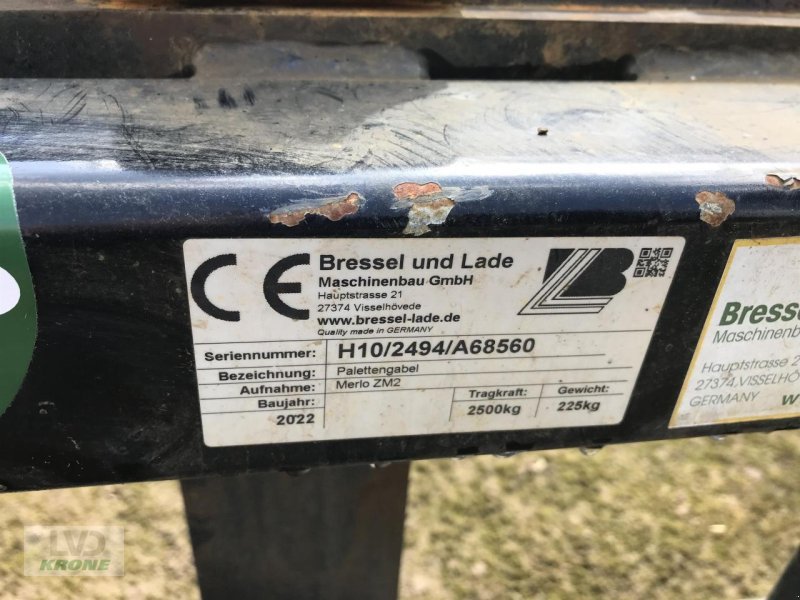 CE
Bressel und Lade
Maschinenbau GmbH
Hauptstrasse 21
27374 Visselhövede
www.bressel-lade.de
Quality made in GERMANY
LB
Seriennummer: H10/2494/A68560
Bezeichnung: Palettengabel
Aufnahme: Merlo ZM2
Baujahr: 2022
Tragkraft: 2500kg
Gewicht: 225kg
Maschinenb
Hauptstrasse 2
27374 VISSELHÖV
GERMANY
LVD
KRONE